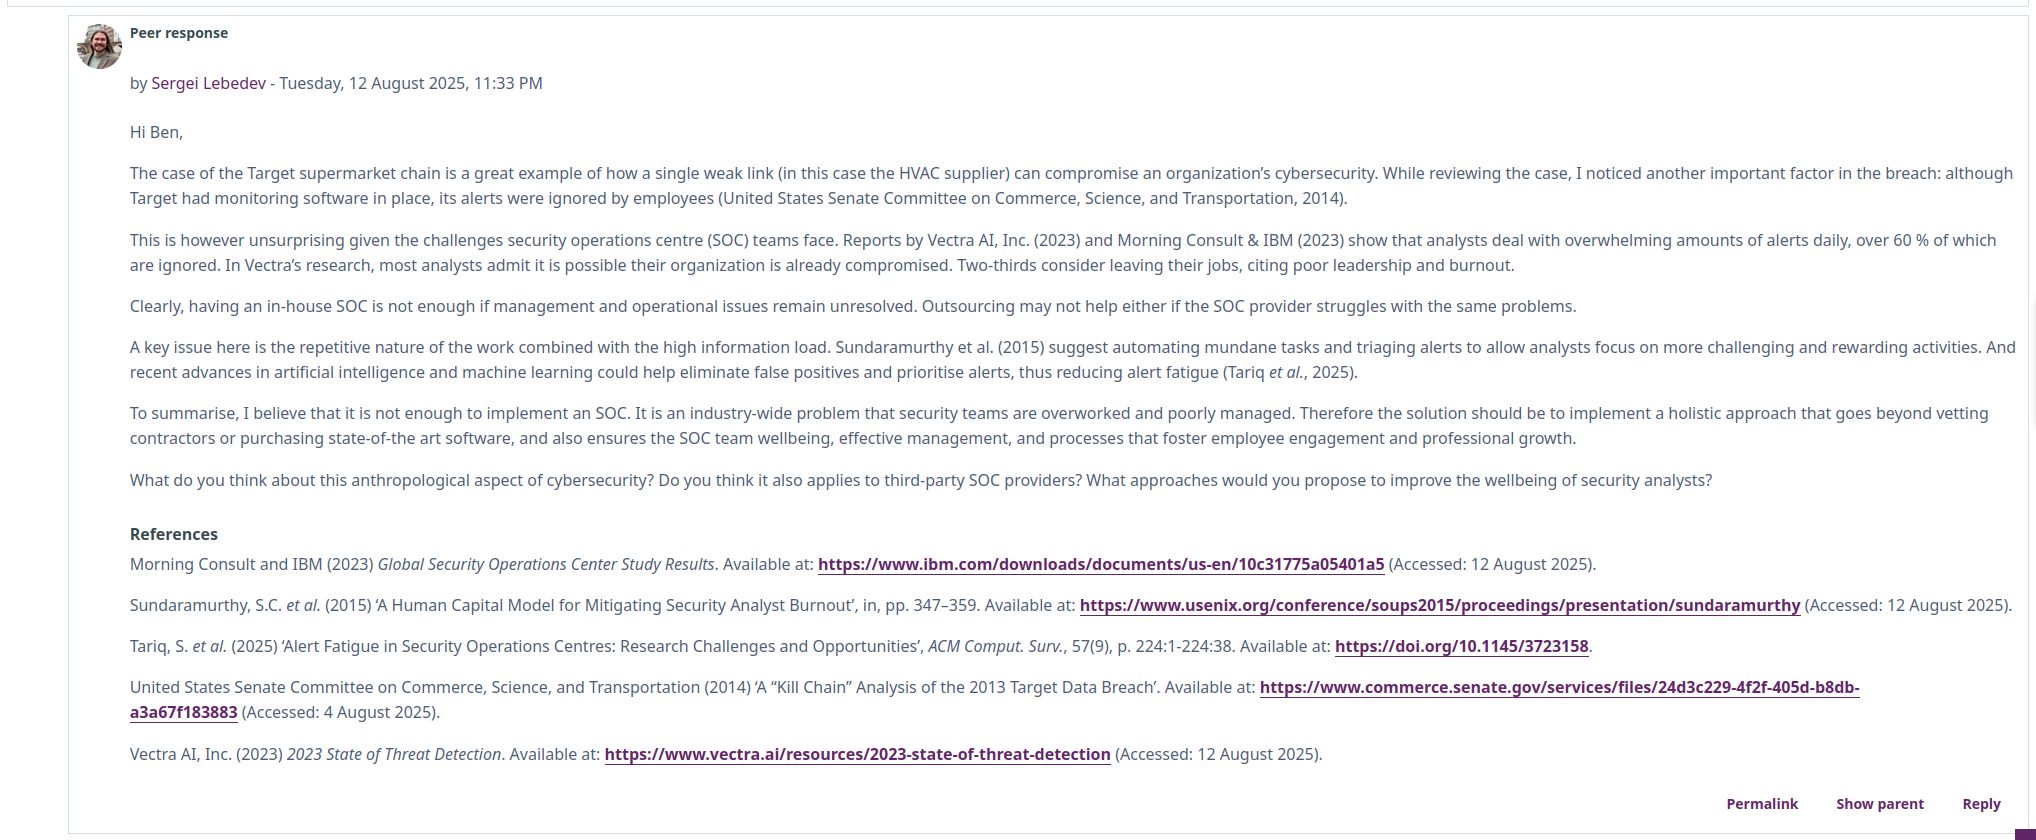 Peer response
by Sergei Lebedev - Tuesday, 12 August 2025, 11:33 PM
Hi Ben,
The case of the Target supermarket chain is a great example of how a single weak link (in this case the HVAC supplier) can compromise an organization’s cybersecurity. While reviewing the case, I noticed another important factor in the breach: although
Target had monitoring software in place, its alerts were ignored by employees (United States Senate Committee on Commerce, Science, and Transportation, 2014).
This is however unsurprising given the challenges security operations centre (SOC) teams face. Reports by Vectra AI, Inc. (2023) and Morning Consult & IBM (2023) show that analysts deal with overwhelming amounts of alerts daily, over 60 % of which
are ignored. In Vectra’s research, most analysts admit it is possible their organization is already compromised. Two-thirds consider leaving their jobs, citing poor leadership and burnout.
Clearly, having an in-house SOC is not enough if management and operational issues remain unresolved. Outsourcing may not help either if the SOC provider struggles with the same problems.
A key issue here is the repetitive nature of the work combined with the high information load. Sundaramurthy et al. (2015) suggest automating mundane tasks and triaging alerts to allow analysts focus on more challenging and rewarding activities. And
recent advances in artificial intelligence and machine learning could help eliminate false positives and prioritise alerts, thus reducing alert fatigue (Tariq et al., 2025).
To summarise, I believe that it is not enough to implement an SOC. It is an industry-wide problem that security teams are overworked and poorly managed. Therefore the solution should be to implement a holistic approach that goes beyond vetting
contractors or purchasing state-of-the art software, and also ensures the SOC team wellbeing, effective management, and processes that foster employee engagement and professional growth.
What do you think about this anthropological aspect of cybersecurity? Do you think it also applies to third-party SOC providers? What approaches would you propose to improve the wellbeing of security analysts?
References
Morning Consult and IBM (2023) Global Security Operations Center Study Results. Available at: https://www.ibm.com/downloads/documents/us-en/10c31775a05401a5 (Accessed: 12 August 2025).
Sundaramurthy, S.C. et al. (2015) ‘A Human Capital Model for Mitigating Security Analyst Burnout’, in, pp. 347–359. Available at: https://www.usenix.org/conference/soups2015/proceedings/presentation/sundaramurthy (Accessed: 12 August 2025).
Tariq, S. et al. (2025) ‘Alert Fatigue in Security Operations Centres: Research Challenges and Opportunities’, ACM Comput. Surv., 57(9), p. 224:1-224:38. Available at: https://doi.org/10.1145/3723158.
United States Senate Committee on Commerce, Science, and Transportation (2014) ‘A “Kill Chain” Analysis of the 2013 Target Data Breach’. Available at: https://www.commerce.senate.gov/services/files/24d3c229-4f2f-405d-b8db-
a3a67f183883 (Accessed: 4 August 2025).
Vectra AI, Inc. (2023) 2023 State of Threat Detection. Available at: https://www.vectra.ai/resources/2023-state-of-threat-detection (Accessed: 12 August 2025).
Permalink Show parent Reply